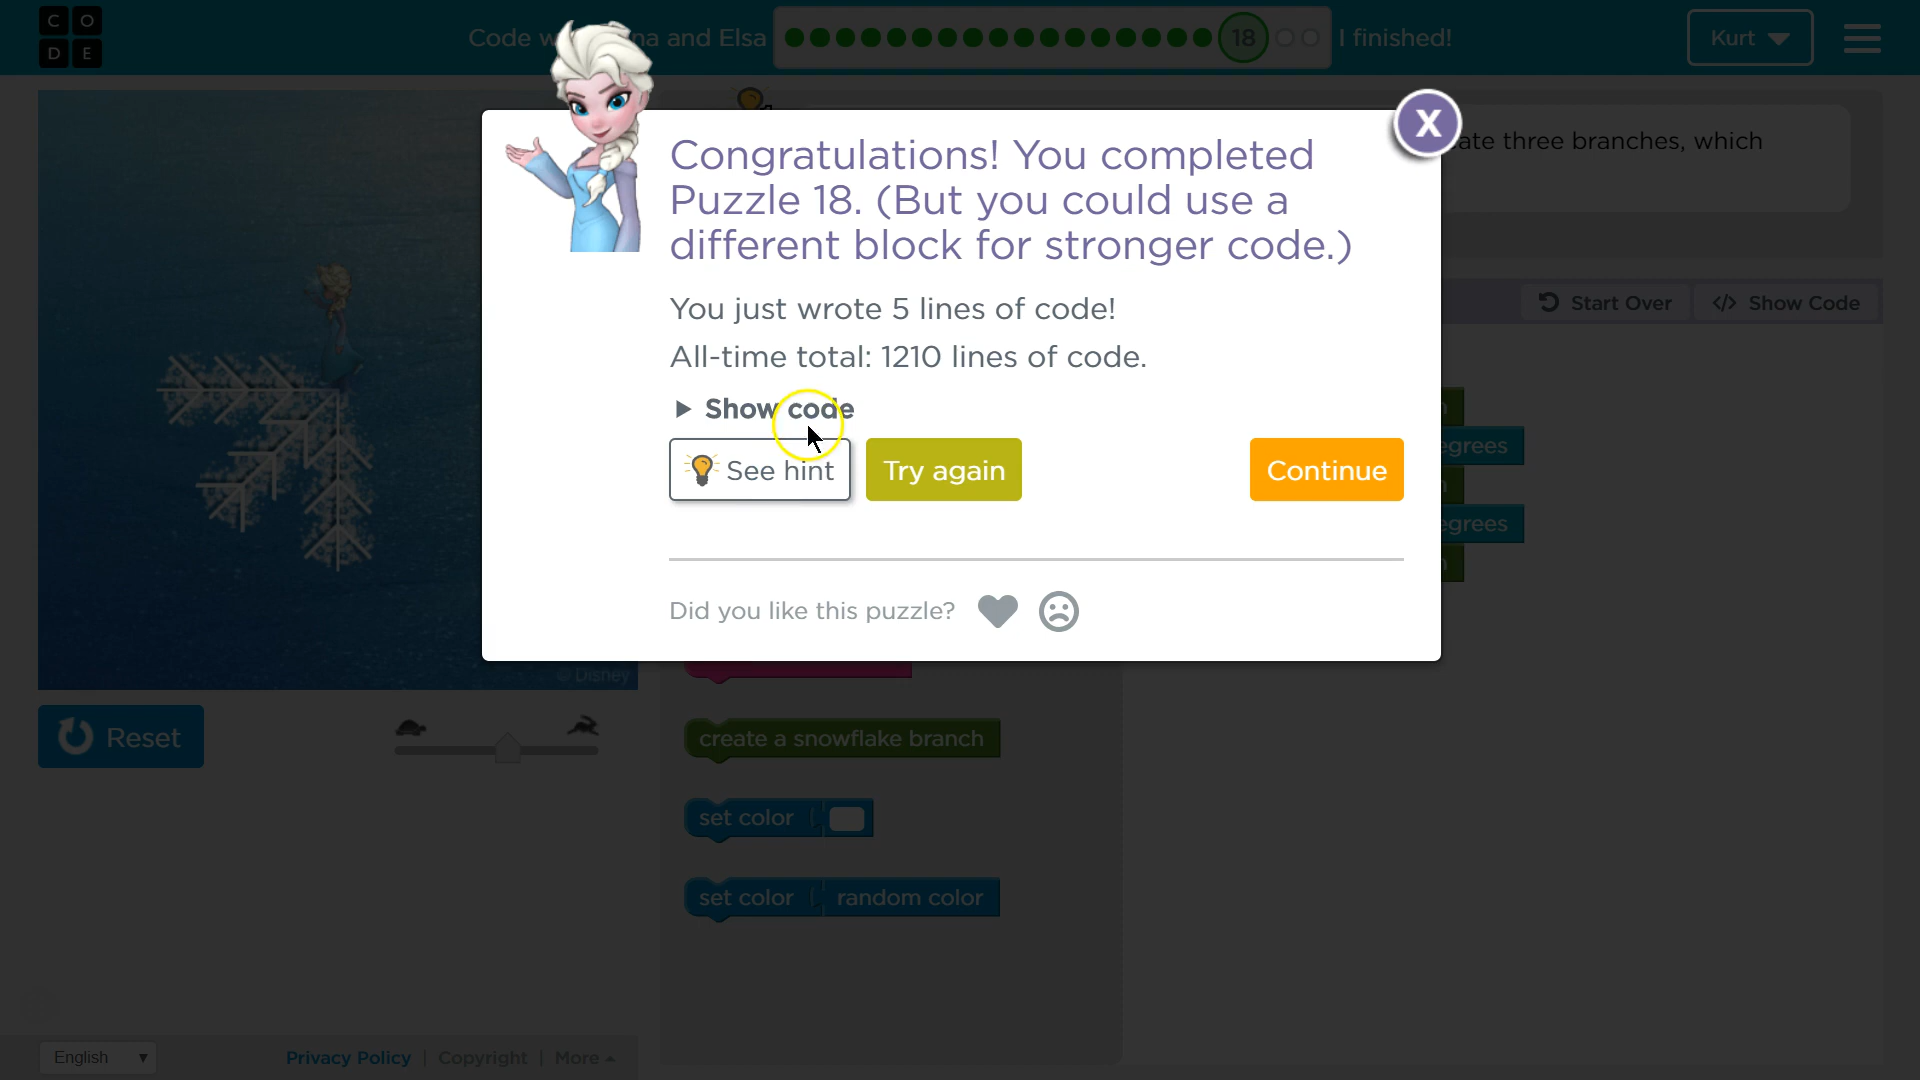 C O
D E
Code w
na and Elsa
18
I finished!
Kurt
X
Congratulations! You completed
Puzzle 18. (But you could use a
different block for stronger code.)
ate three branches, which
You just wrote 5 lines of code!
All-time total: 1210 lines of code.
Start Over
Show Code
Show code
See hint
Try again
Continue
egrees
egrees
Did you like this puzzle?
© Disney
Reset
create a snowflake branch
set color
set color random color
English
Privacy Policy | Copyright | More